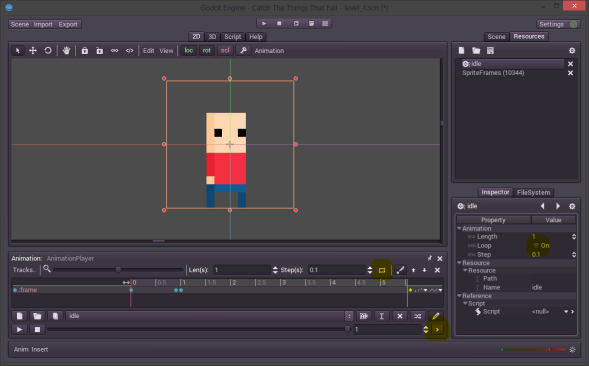 Godot Engine - Catch The Things That Fall - level_1.scn (*)
Scene Import Export
Settings
2D 3D Script Help
Scene Resources
Edit View loc rot scl Animation
idle
SpriteFrames (10344)
Inspector FileSystem
idle
Property Value
Animation
Length 1
Loop On
Step 0.1
Resource
Resource
Path
Name idle
Reference
Script
Script <null>
Animation: AnimationPlayer
Tracks.. Len(s): 1 Step(s): 0.1
0 0.5 1 1.5 2 2.5 3 3.5 4 4.5 5
.:frame
idle
1
Anim Insert